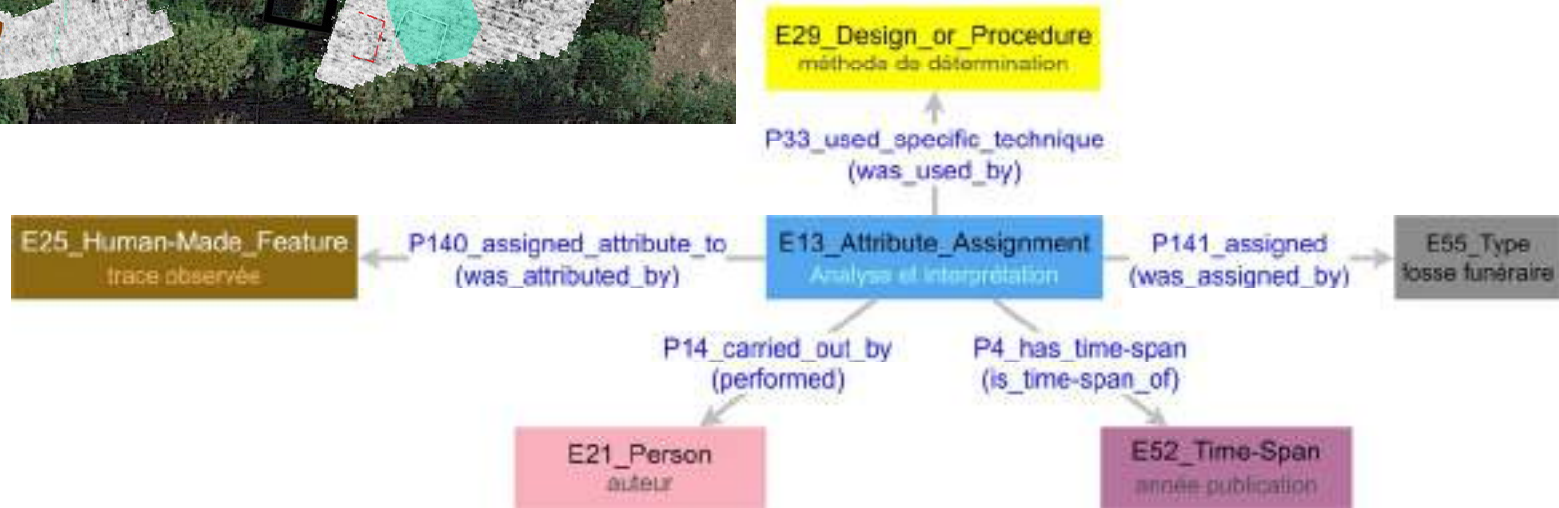 E29_Design_or_Procedure
méthode de détermination
P33_used_specific_technique
(was_used_by)
E25_Human-Made_Feature
trace observée
P140_assigned_attribute_to
(was_attributed_by)
E13_Attribute_Assignment
Analyse et interprétation
P141_assigned
(was_assigned_by)
E55_Type
fosse funéraire
P14_carried_out_by
(performed)
P4_has_time-span
(is_time-span_of)
E21_Person
auteur
E52_Time-Span
année publication